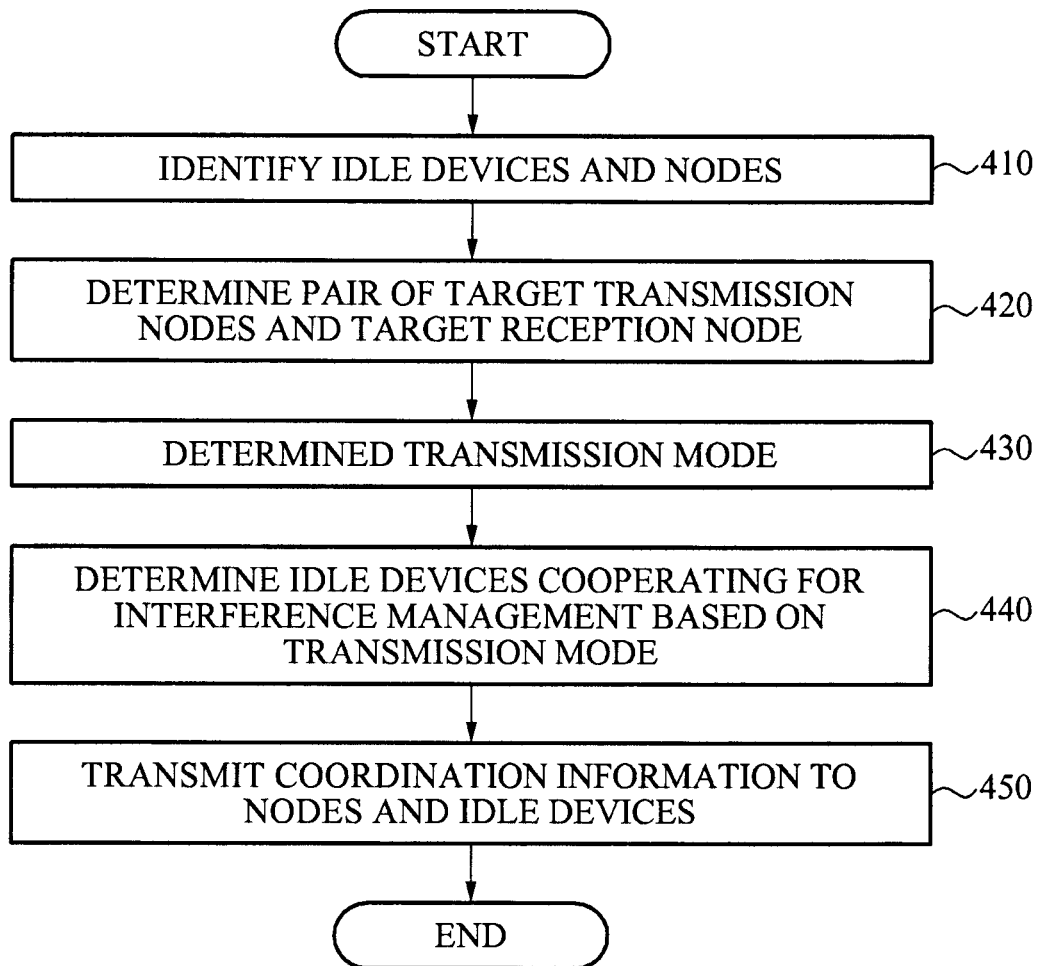 START
IDENTIFY IDLE DEVICES AND NODES
410
DETERMINE PAIR OF TARGET TRANSMISSION
NODES AND TARGET RECEPTION NODE
420
DETERMINED TRANSMISSION MODE
430
DETERMINE IDLE DEVICES COOPERATING FOR
INTERFERENCE MANAGEMENT BASED ON
TRANSMISSION MODE
440
TRANSMIT COORDINATION INFORMATION TO
NODES AND IDLE DEVICES
450
END